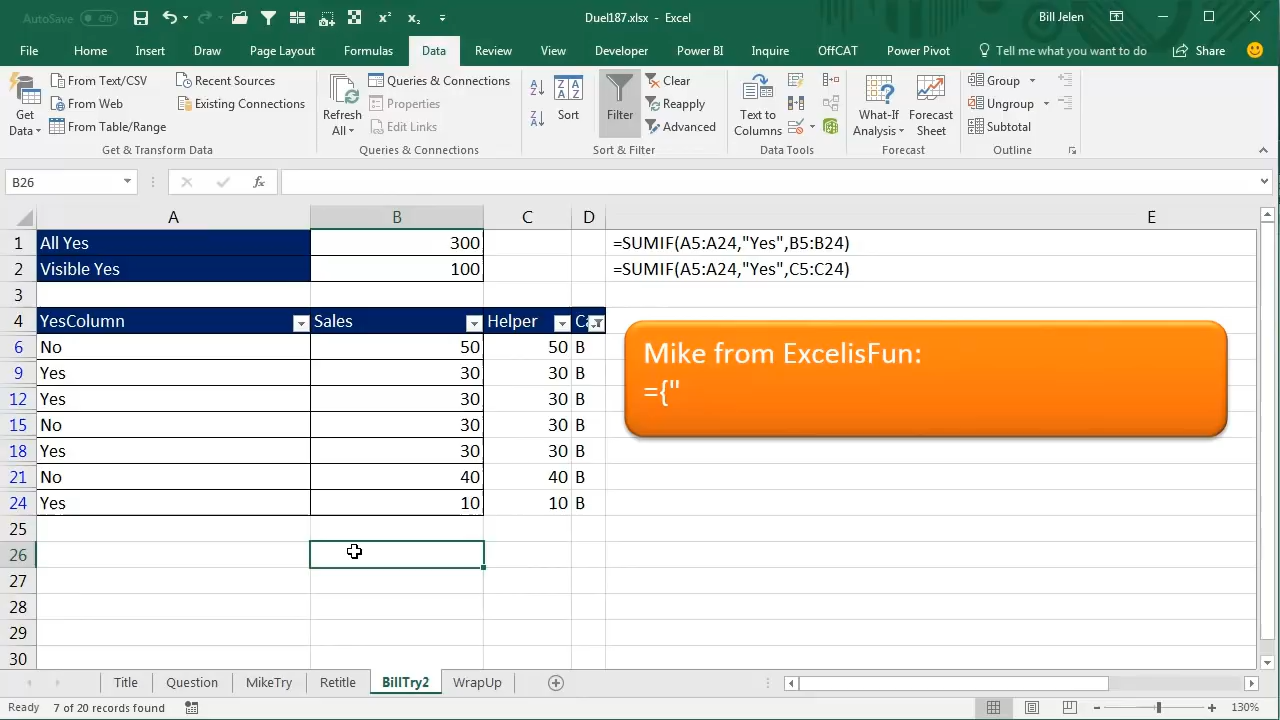 AutoSave Off
Duel187.xlsx - Excel
Bill Jelen
File Home Insert Draw Page Layout Formulas Data Review View Developer Power BI Inquire OffCAT Power Pivot Tell me what you want to do Share
Get Data
From Text/CSV
From Web
From Table/Range
Recent Sources
Existing Connections
Get & Transform Data
Refresh All
Queries & Connections
Properties
Edit Links
Queries & Connections
Sort
Filter
Clear
Reapply
Advanced
Sort & Filter
Text to Columns
Data Tools
What-If Analysis
Forecast Sheet
Forecast
Group
Ungroup
Subtotal
Outline
B26
fx
A B C D E
1 All Yes 300 =SUMIF(A5:A24,"Yes",B5:B24)
2 Visible Yes 100 =SUMIF(A5:A24,"Yes",C5:C24)
3
4 YesColumn Sales Helper Ca
6 No 50 50 B
9 Yes 30 30 B
12 Yes 30 30 B
15 No 30 30 B
18 Yes 30 30 B
21 No 40 40 B
24 Yes 10 10 B
25
26
27
28
29
30
Mike from ExcelisFun:
={"
Title Question MikeTry Retitle BillTry2 WrapUp
Ready 7 of 20 records found 130%